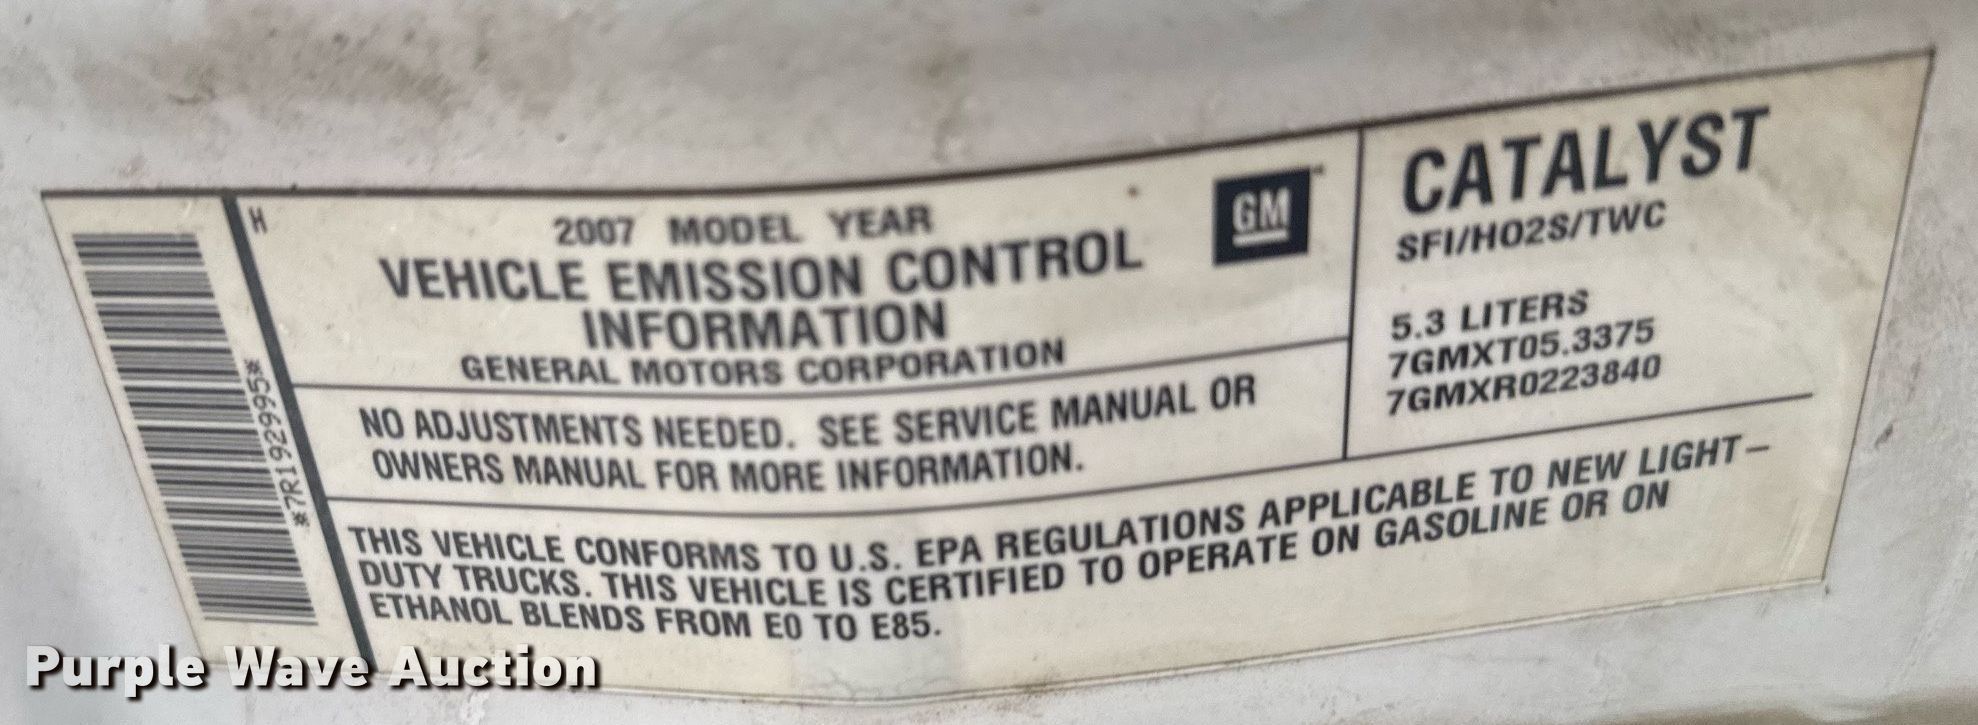 H
*7R1929995*
2007 MODEL YEAR
VEHICLE EMISSION CONTROL
INFORMATION
GENERAL MOTORS CORPORATION
GM
NO ADJUSTMENTS NEEDED. SEE SERVICE MANUAL OR
OWNERS MANUAL FOR MORE INFORMATION.
CATALYST
SFI/HO2S/TWC
5.3 LITERS
7GMXT05.3375
7GMXR0223840
THIS VEHICLE CONFORMS TO U.S. EPA REGULATIONS APPLICABLE TO NEW LIGHT-
DUTY TRUCKS. THIS VEHICLE IS CERTIFIED TO OPERATE ON GASOLINE OR ON
ETHANOL BLENDS FROM E0 TO E85.
Purple Wave Auction